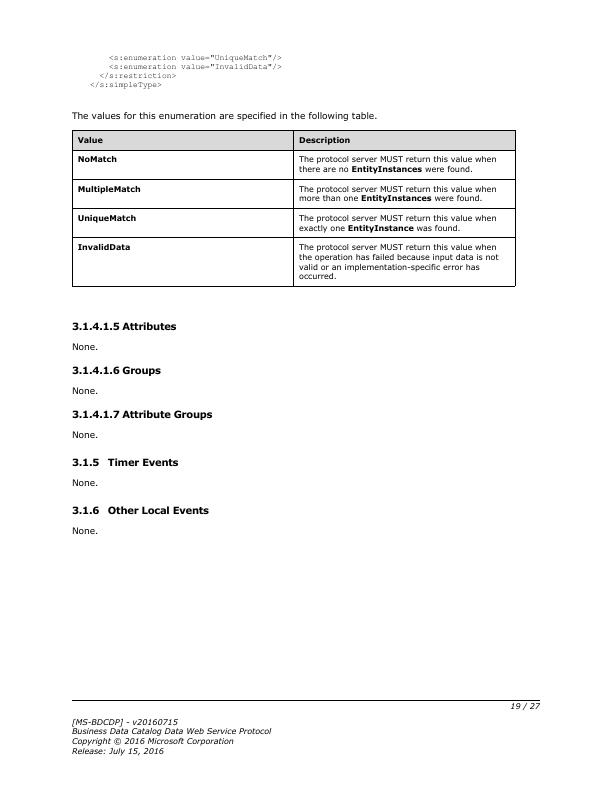 <s:enumeration value="UniqueMatch"/>
<s:enumeration value="InvalidData"/>
</s:restriction>
</s:simpleType>
The values for this enumeration are specified in the following table.
Value Description
NoMatch The protocol server MUST return this value when
there are no EntityInstances were found.
MultipleMatch The protocol server MUST return this value when
more than one EntityInstances were found.
UniqueMatch The protocol server MUST return this value when
exactly one EntityInstance was found.
InvalidData The protocol server MUST return this value when
the operation has failed because input data is not
valid or an implementation-specific error has
occurred.
3.1.4.1.5 Attributes
None.
3.1.4.1.6 Groups
None.
3.1.4.1.7 Attribute Groups
None.
3.1.5 Timer Events
None.
3.1.6 Other Local Events
None.
19 / 27
[MS-BDCDP] - v20160715
Business Data Catalog Data Web Service Protocol
Copyright © 2016 Microsoft Corporation
Release: July 15, 2016